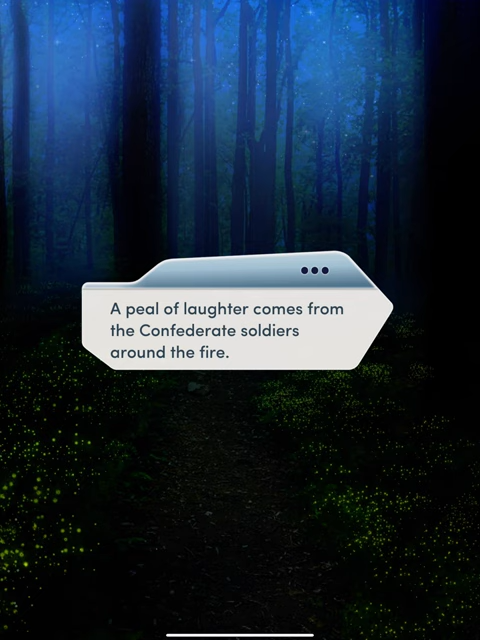 A peal of laughter comes from
the Confederate soldiers
around the fire.